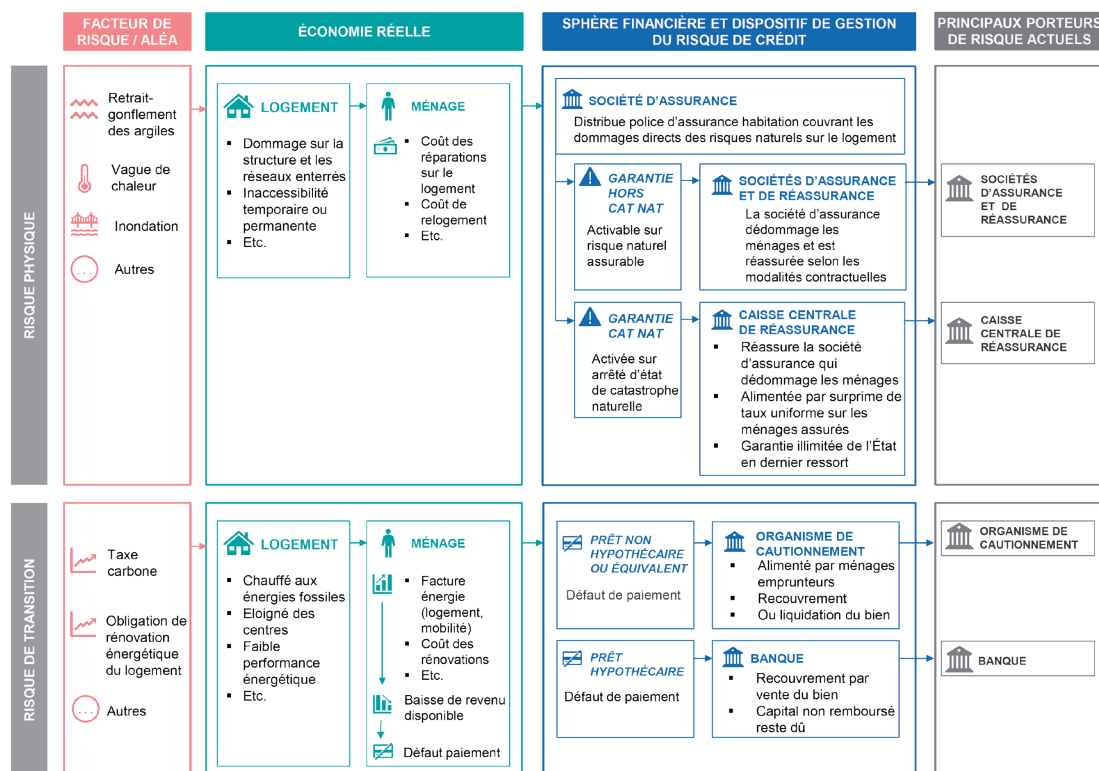 FACTEUR DE
RISQUE / ALÉA
ÉCONOMIE RÉELLE
SPHÈRE FINANCIÈRE ET DISPOSITIF DE GESTION
DU RISQUE DE CRÉDIT
PRINCIPAUX PORTEURS
DE RISQUE ACTUELS
RISQUE PHYSIQUE
Retrait-
gonflement
des argiles
Vague de
chaleur
Inondation
Autres
LOGEMENT
▪ Dommage sur la
structure et les
réseaux enterrés
▪ Inaccessibilité
temporaire ou
permanente
▪ Etc.
MÉNAGE
▪ Coût des
réparations
sur le
logement
▪ Coût de
relogement
▪ Etc.
SOCIÉTÉ D'ASSURANCE
Distribue police d'assurance habitation couvrant les
dommages directs des risques naturels sur le logement
GARANTIE
HORS
CAT NAT
Activable sur
risque naturel
assurable
SOCIÉTÉS D'ASSURANCE
ET DE RÉASSURANCE
La société d'assurance
dédommage les
ménages et est
réassurée selon les
modalités contractuelles
SOCIÉTÉS
D'ASSURANCE
ET DE
RÉASSURANCE
GARANTIE
CAT NAT
Activée sur
arrêté d'état
de catastrophe
naturelle
CAISSE CENTRALE
DE RÉASSURANCE
▪ Réassure la société
d'assurance qui
dédommage les ménages
▪ Alimentée par surprime de
taux uniforme sur les
ménages assurés
▪ Garantie illimitée de l'État
en dernier ressort
CAISSE
CENTRALE DE
RÉASSURANCE
RISQUE DE TRANSITION
Taxe
carbone
Obligation de
rénovation
énergétique
du logement
Autres
LOGEMENT
▪ Chauffé aux
énergies fossiles
▪ Eloigné des
centres
▪ Faible
performance
énergétique
▪ Etc.
MÉNAGE
▪ Facture
énergie
(logement,
mobilité)
▪ Coût des
rénovations
▪ Etc.
Baisse de revenu
disponible
Défaut paiement
PRÊT NON
HYPOTHÉCAIRE
OU ÉQUIVALENT
Défaut de paiement
ORGANISME DE
CAUTIONNEMENT
▪ Alimenté par ménages
emprunteurs
▪ Recouvrement
▪ Ou liquidation du bien
ORGANISME DE
CAUTIONNEMENT
PRÊT
HYPOTHÉCAIRE
Défaut de paiement
BANQUE
▪ Recouvrement par
vente du bien
▪ Capital non remboursé
reste dû
BANQUE